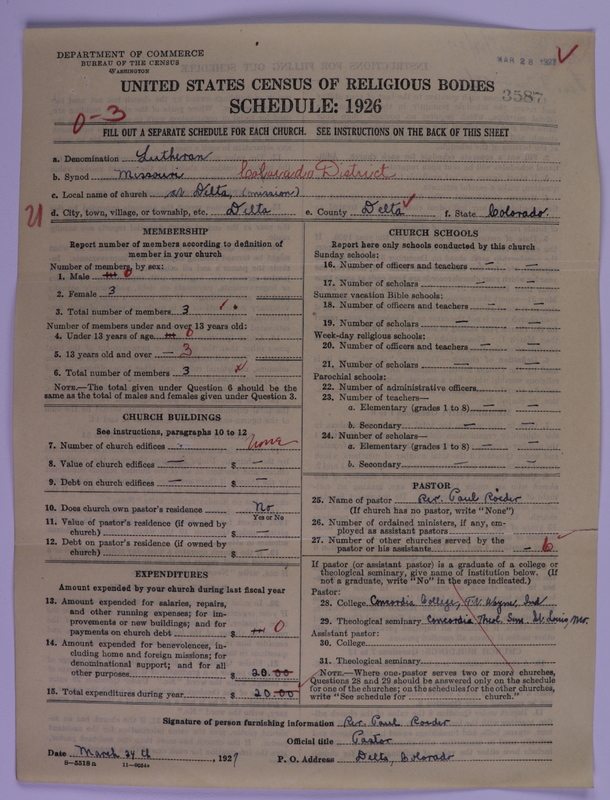 DEPARTMENT OF COMMERCE
BUREAU OF THE CENSUS
WASHINGTON
MAR 28 1927
UNITED STATES CENSUS OF RELIGIOUS BODIES
SCHEDULE: 1926
3587
0-3
FILL OUT A SEPARATE SCHEDULE FOR EACH CHURCH. SEE INSTRUCTIONS ON THE BACK OF THIS SHEET
a. Denomination Lutheran
b. Synod Missouri Colorado District
c. Local name of church Delta, (mission)
21 d. City, town, village, or township, etc. Delta e. County Delta f. State Colorado.
MEMBERSHIP
Report number of members according to definition of
member in your church
Number of members, by sex:
1. Male 0
2. Female 3
3. Total number of members 3
Number of members under and over 13 years old:
4. Under 13 years of age 0
5. 13 years old and over — 3
6. Total number of members 3
NOTE.—The total given under Question 6 should be the
same as the total of males and females given under Question 3.
CHURCH BUILDINGS
See instructions, paragraphs 10 to 12
7. Number of church edifices none
8. Value of church edifices — $ —
9. Debt on church edifices — $ —
10. Does church own pastor's residence? No
Yes or No
11. Value of pastor's residence (if owned by
church) $ —
12. Debt on pastor's residence (if owned by
church) $ —
EXPENDITURES
Amount expended by your church during last fiscal year
13. Amount expended for salaries, repairs,
and other running expenses; for im-
provements or new buildings; and for
payments on church debt $ 0
14. Amount expended for benevolences, in-
cluding home and foreign missions; for
denominational support; and for all
other purposes $ 20.00
15. Total expenditures during year $ 20.00
CHURCH SCHOOLS
Report here only schools conducted by this church
Sunday schools:
16. Number of officers and teachers — —
17. Number of scholars — —
Summer vacation Bible schools:
18. Number of officers and teachers — —
19. Number of scholars — —
Week-day religious schools:
20. Number of officers and teachers — —
21. Number of scholars — —
Parochial schools:
22. Number of administrative officers
23. Number of teachers—
a. Elementary (grades 1 to 8) — —
b. Secondary — —
24. Number of scholars—
a. Elementary (grades 1 to 8) — —
b. Secondary — —
PASTOR
25. Name of pastor Rev. Paul Roeder
(If church has no pastor, write "None")
26. Number of ordained ministers, if any, em-
ployed as assistant pastors
27. Number of other churches served by the
pastor or his assistants — 6
If pastor (or assistant pastor) is a graduate of a college or
theological seminary, give name of institution below. (If
not a graduate, write "No" in the space indicated.)
Pastor:
28. College Concordia College, Ft. Wayne, Ind
29. Theological seminary Concordia Theol. Sem. St. Louis, Mo.
Assistant pastor:
30. College
31. Theological seminary
NOTE.—Where one pastor serves two or more churches,
Questions 28 and 29 should be answered only on the schedule
for one of the churches; on the schedules for the other churches,
write "See schedule for church."
Signature of person furnishing information Rev. Paul Roeder
Official title Pastor
Date March 24 th, 1927 P. O. Address Delta, Colorado
8—5318a